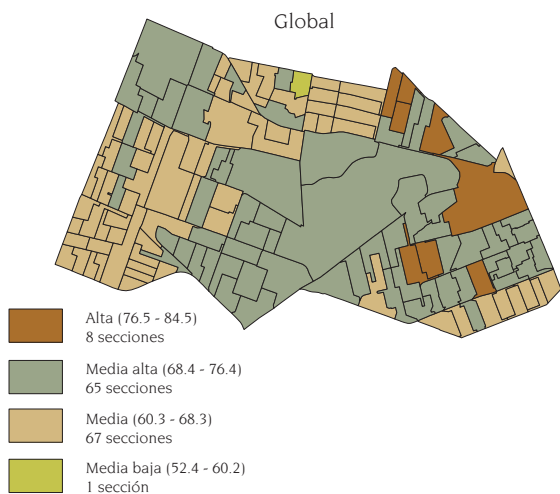 Global
Alta (76.5 - 84.5)
8 secciones
Media alta (68.4 - 76.4)
65 secciones
Media (60.3 - 68.3)
67 secciones
Media baja (52.4 - 60.2)
1 sección